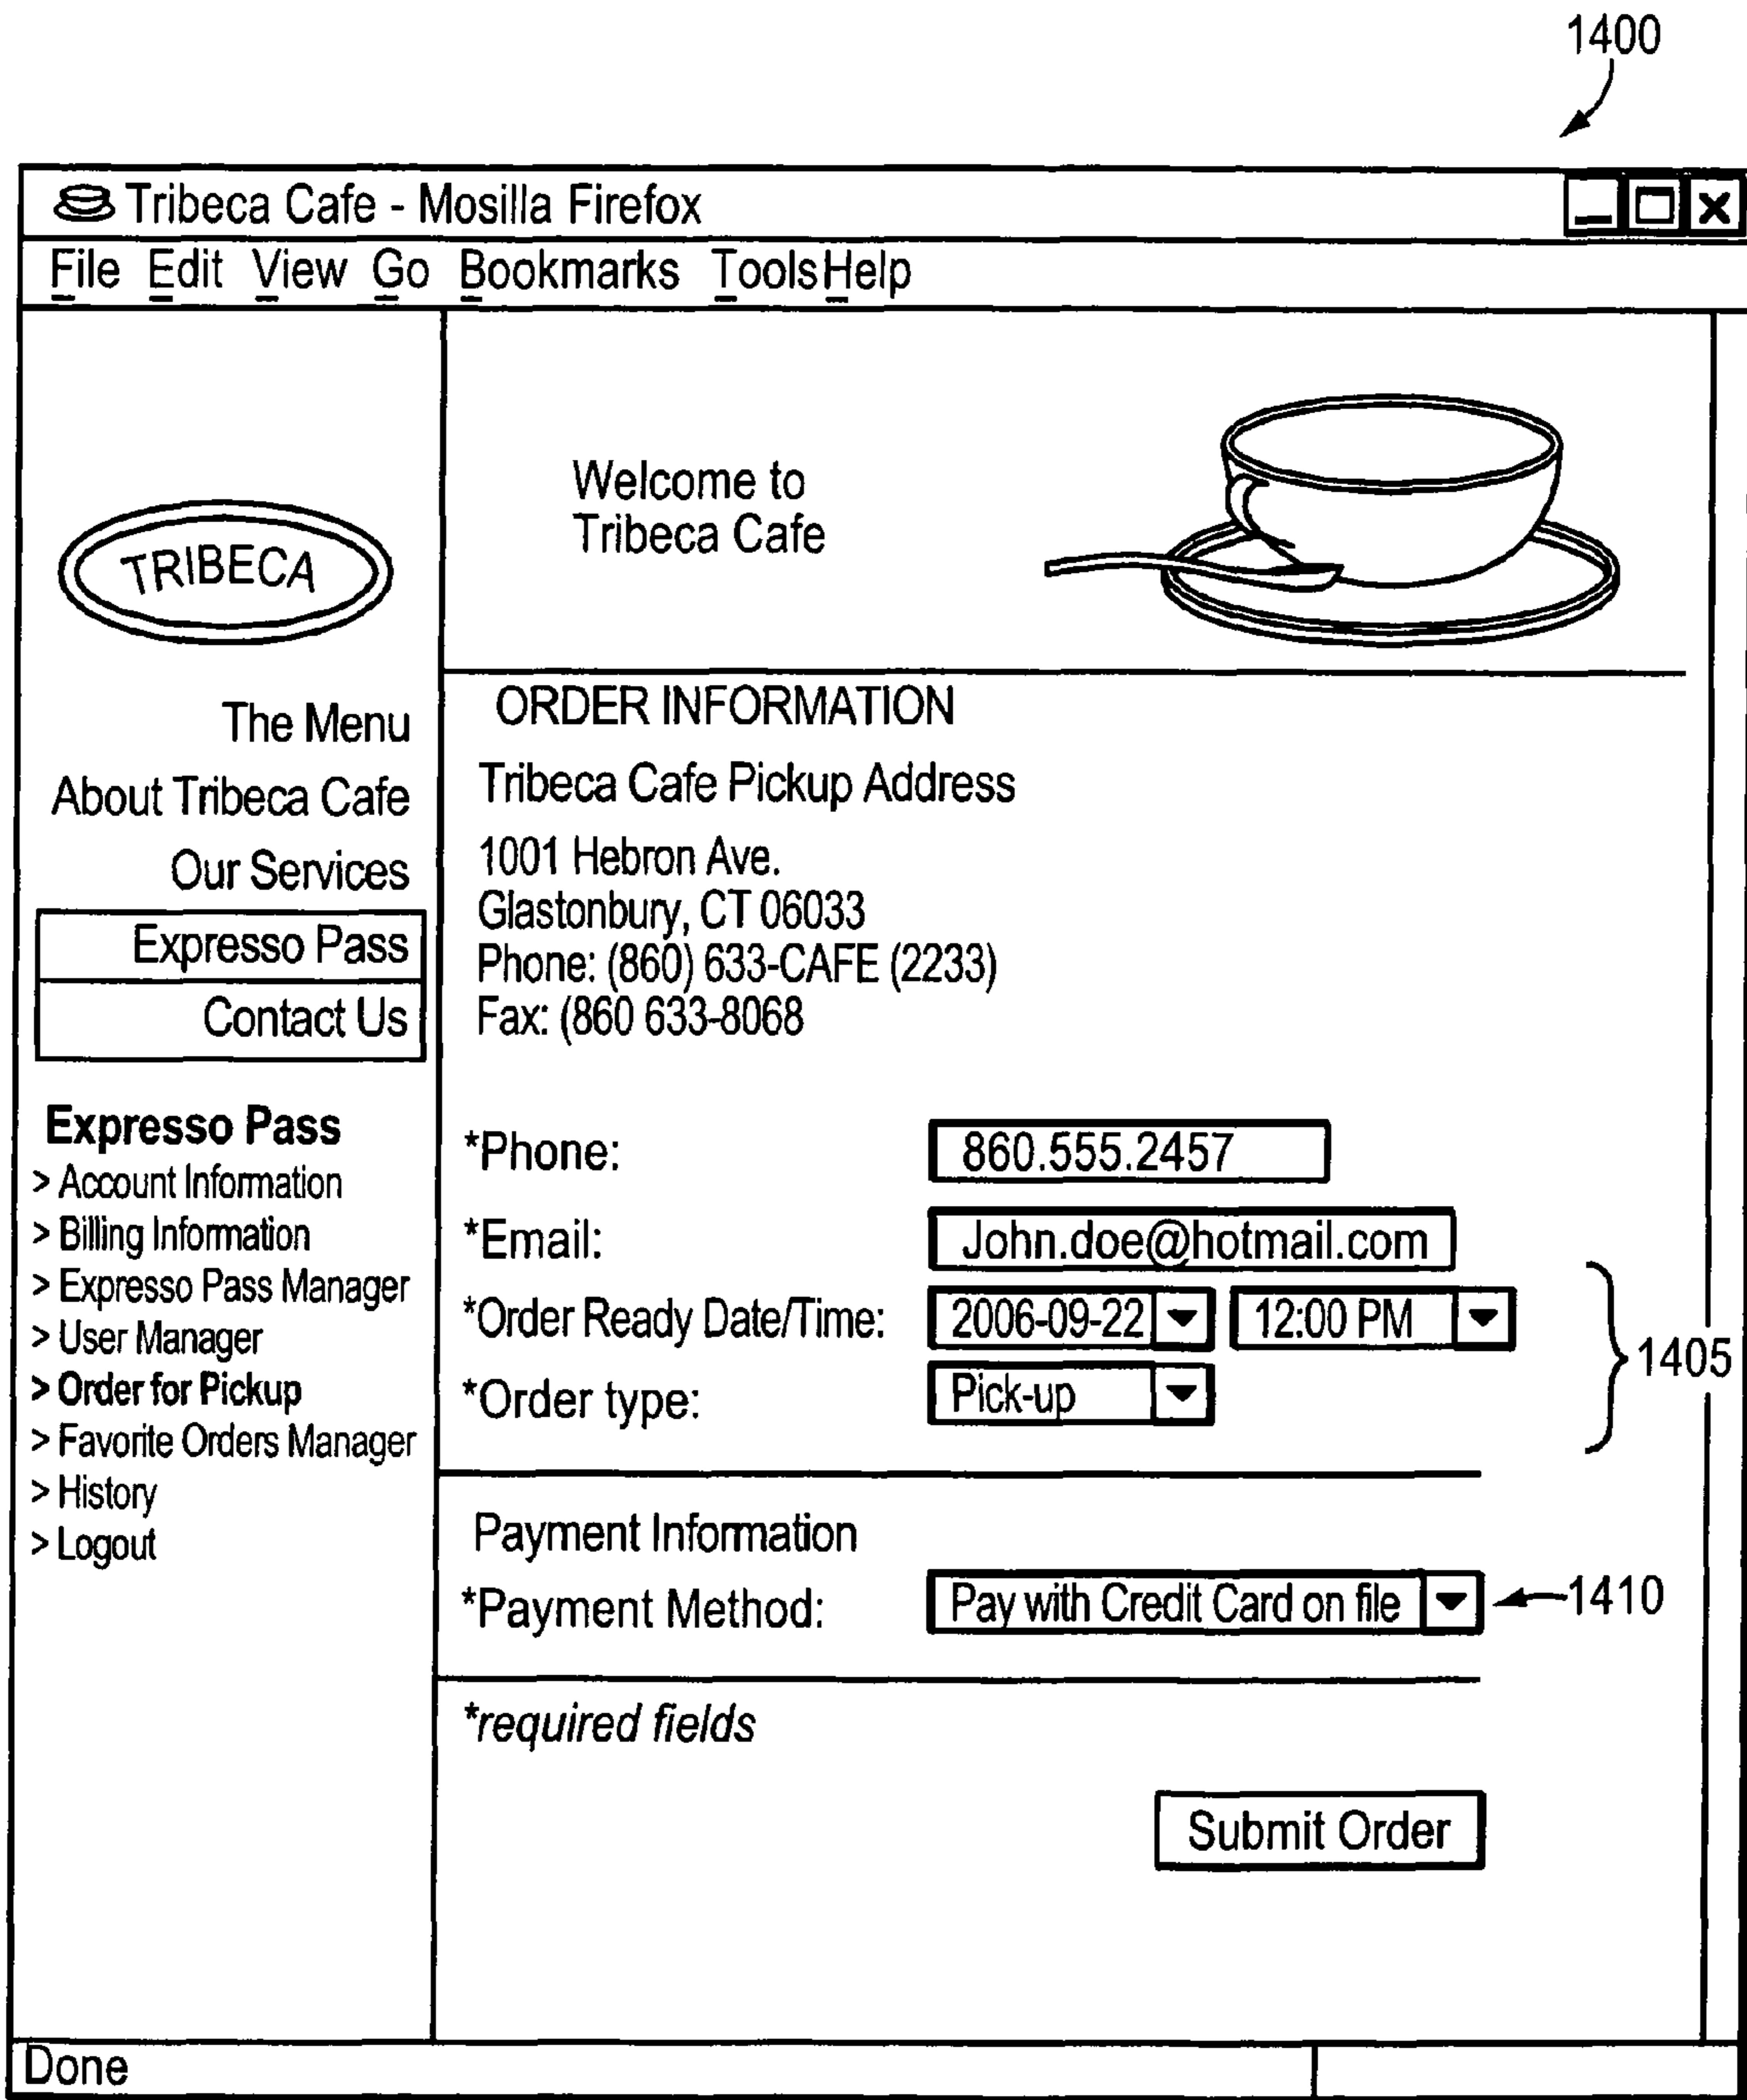 1400
Tribeca Cafe - Mosilla Firefox
File Edit View Go Bookmarks Tools Help
TRIBECA
The Menu
About Tribeca Cafe
Our Services
Expresso Pass
Contact Us
Expresso Pass
> Account Information
> Billing Information
> Expresso Pass Manager
> User Manager
> Order for Pickup
> Favorite Orders Manager
> History
> Logout
Welcome to
Tribeca Cafe
ORDER INFORMATION
Tribeca Cafe Pickup Address
1001 Hebron Ave.
Glastonbury, CT 06033
Phone: (860) 633-CAFE (2233)
Fax: (860 633-8068
*Phone: 860.555.2457
*Email: John.doe@hotmail.com
*Order Ready Date/Time: 2006-09-22 12:00 PM
1405
*Order type: Pick-up
Payment Information
*Payment Method: Pay with Credit Card on file 1410
*required fields
Submit Order
Done